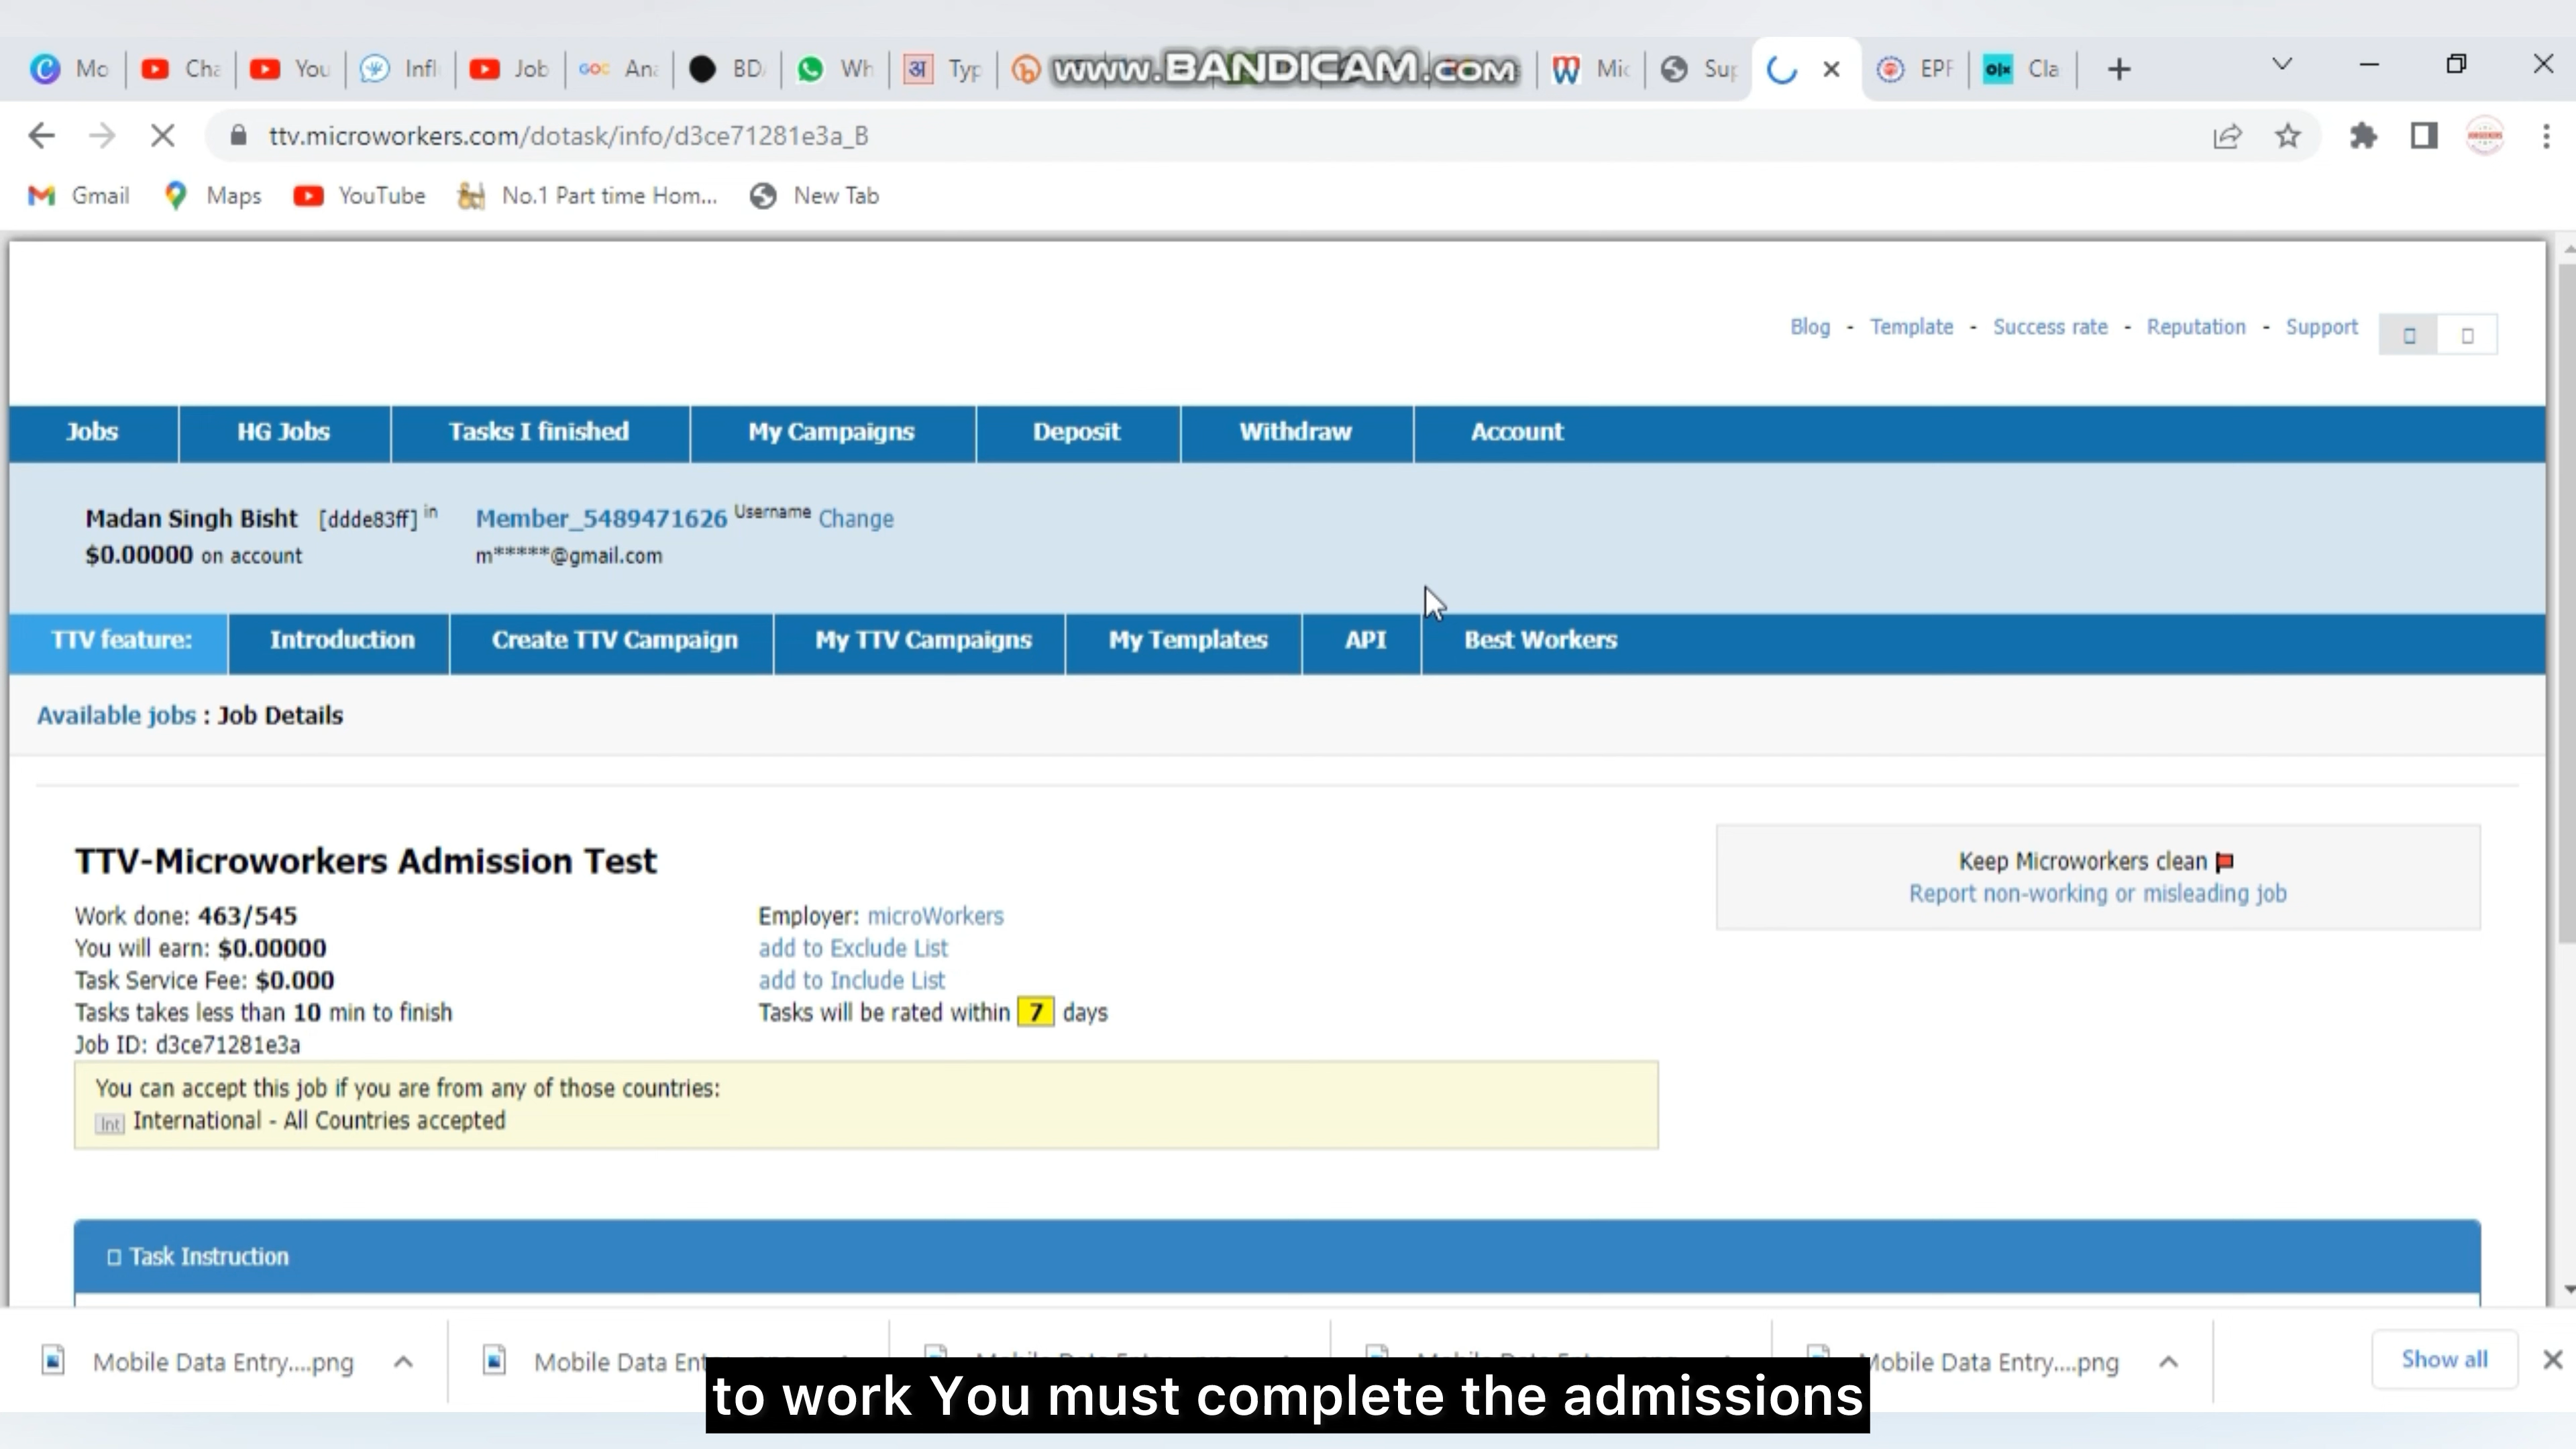 Mo Cha You Infl Job GOC Ana BD Wh अ Typ www.BANDICAM.com Mic Sup EPF olx Cla
ttv.microworkers.com/dotask/info/d3ce71281e3a_B
Gmail Maps YouTube No.1 Part time Hom... New Tab
Blog - Template - Success rate - Reputation - Support
Jobs HG Jobs Tasks I finished My Campaigns Deposit Withdraw Account
Madan Singh Bisht [ddde83ff] in Member_5489471626 Username Change
$0.00000 on account m*****@gmail.com
TTV feature: Introduction Create TTV Campaign My TTV Campaigns My Templates API Best Workers
Available jobs : Job Details
TTV-Microworkers Admission Test
Keep Microworkers clean
Report non-working or misleading job
Work done: 463/545 Employer: microWorkers
You will earn: $0.00000 add to Exclude List
Task Service Fee: $0.000 add to Include List
Tasks takes less than 10 min to finish Tasks will be rated within 7 days
Job ID: d3ce71281e3a
You can accept this job if you are from any of those countries:
Int International - All Countries accepted
Task Instruction
Mobile Data Entry....png Mobile Data Ent Mobile Data Entry....png Show all
to work You must complete the admissions